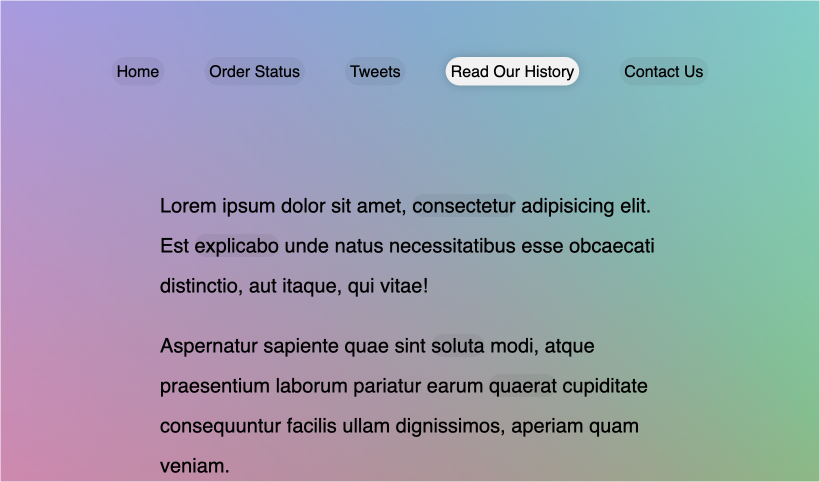 Home Order Status Tweets Read Our History Contact Us
Lorem ipsum dolor sit amet, consectetur adipisicing elit.
Est explicabo unde natus necessitatibus esse obcaecati
distinctio, aut itaque, qui vitae!
Aspernatur sapiente quae sint soluta modi, atque
praesentium laborum pariatur earum quaerat cupiditate
consequuntur facilis ullam dignissimos, aperiam quam
veniam.